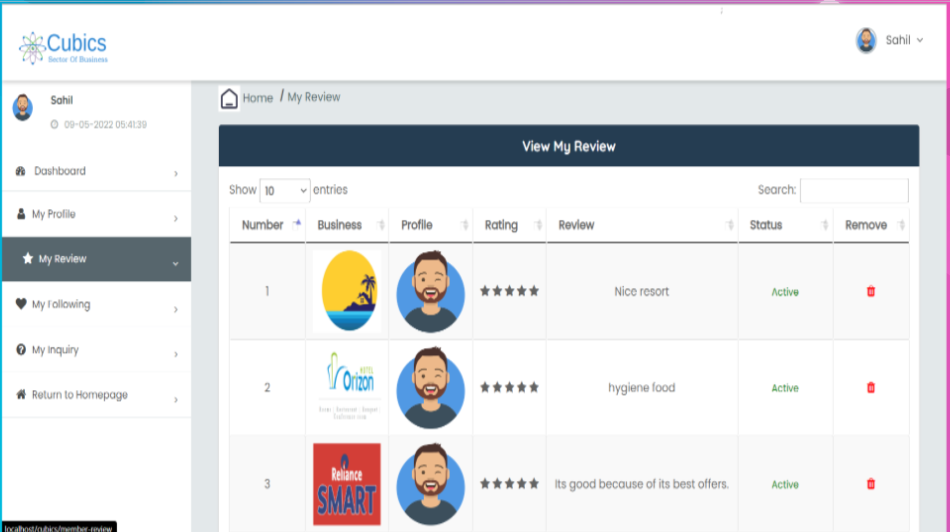 Cubics
Sector Of Business
Sahil
Sahil
09-05-2022 05:41:39
Dashboard
My Profile
My Review
My Following
My Inquiry
Return to Homepage
Home / My Review
View My Review
Show 10 entries
Search:
Number Business Profile Rating Review Status Remove
1 Nice resort Active
HOTEL
Orizon
2 hygiene food Active
Reliance
SMART
3 Its good because of its best offers. Active
localhost/cubics/member-review